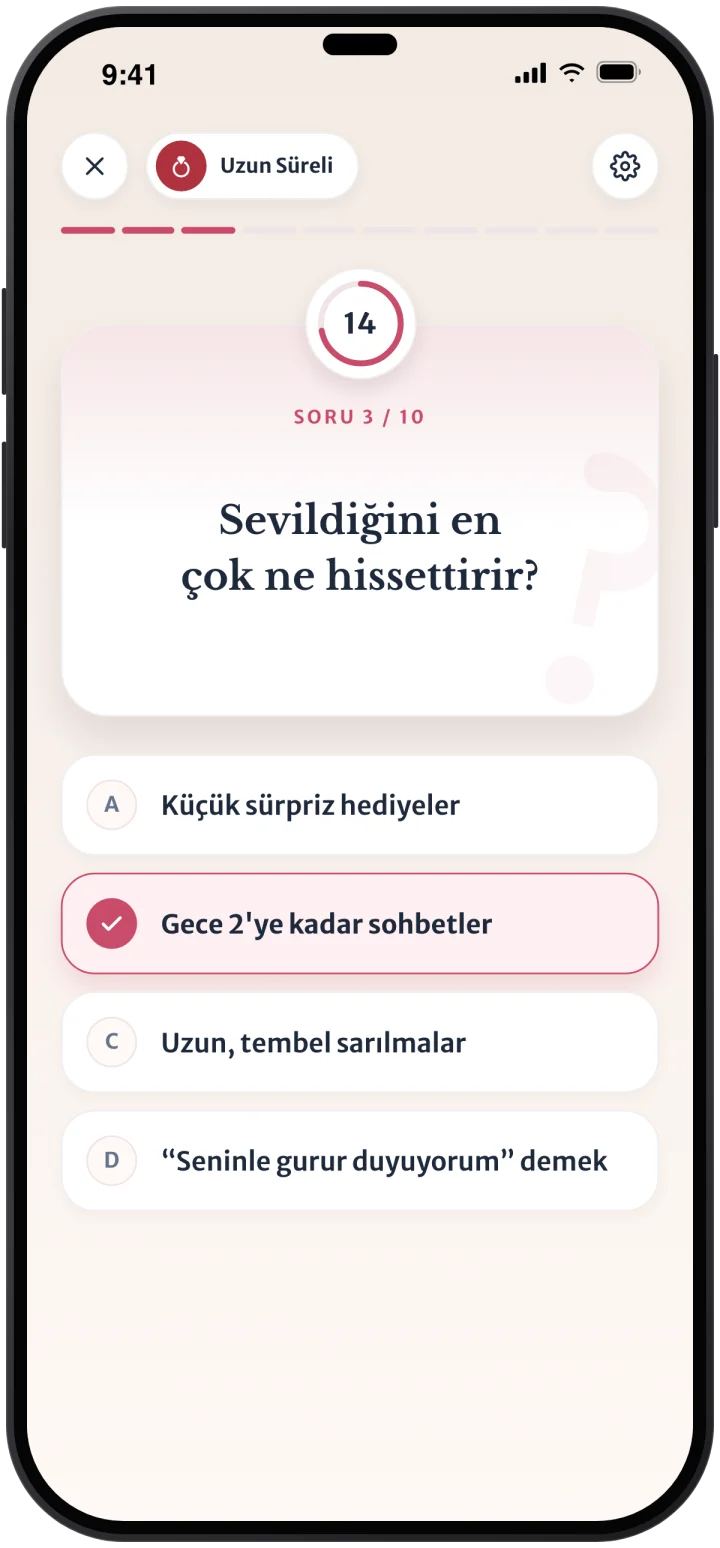 9:41
Uzun Süreli
14
SORU 3 / 10
Sevildiğini en
çok ne hissettirir?
A
Küçük sürpriz hediyeler
Gece 2'ye kadar sohbetler
C
Uzun, tembel sarılmalar
D
“Seninle gurur duyuyorum” demek